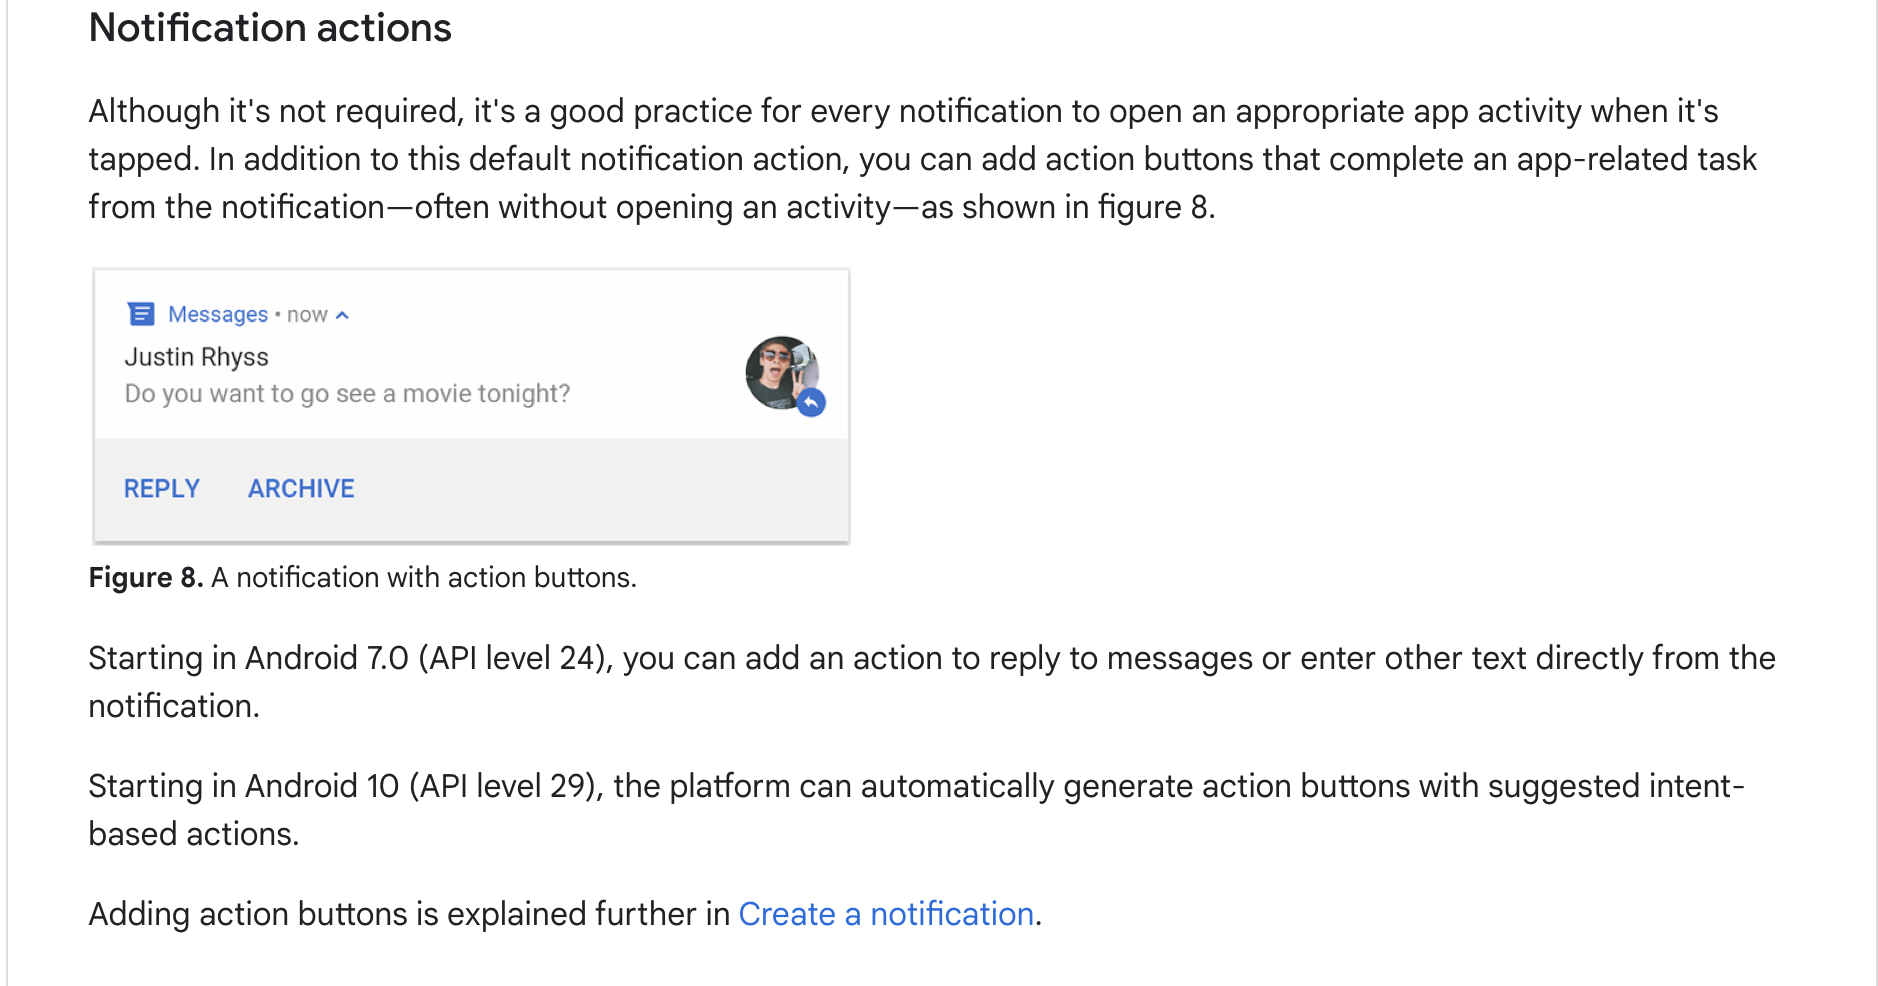 Notification actions
Although it's not required, it's a good practice for every notification to open an appropriate app activity when it's
tapped. In addition to this default notification action, you can add action buttons that complete an app-related task
from the notification—often without opening an activity—as shown in figure 8.
Messages • now
Justin Rhyss
Do you want to go see a movie tonight?
REPLY ARCHIVE
Figure 8. A notification with action buttons.
Starting in Android 7.0 (API level 24), you can add an action to reply to messages or enter other text directly from the
notification.
Starting in Android 10 (API level 29), the platform can automatically generate action buttons with suggested intent-
based actions.
Adding action buttons is explained further in Create a notification.